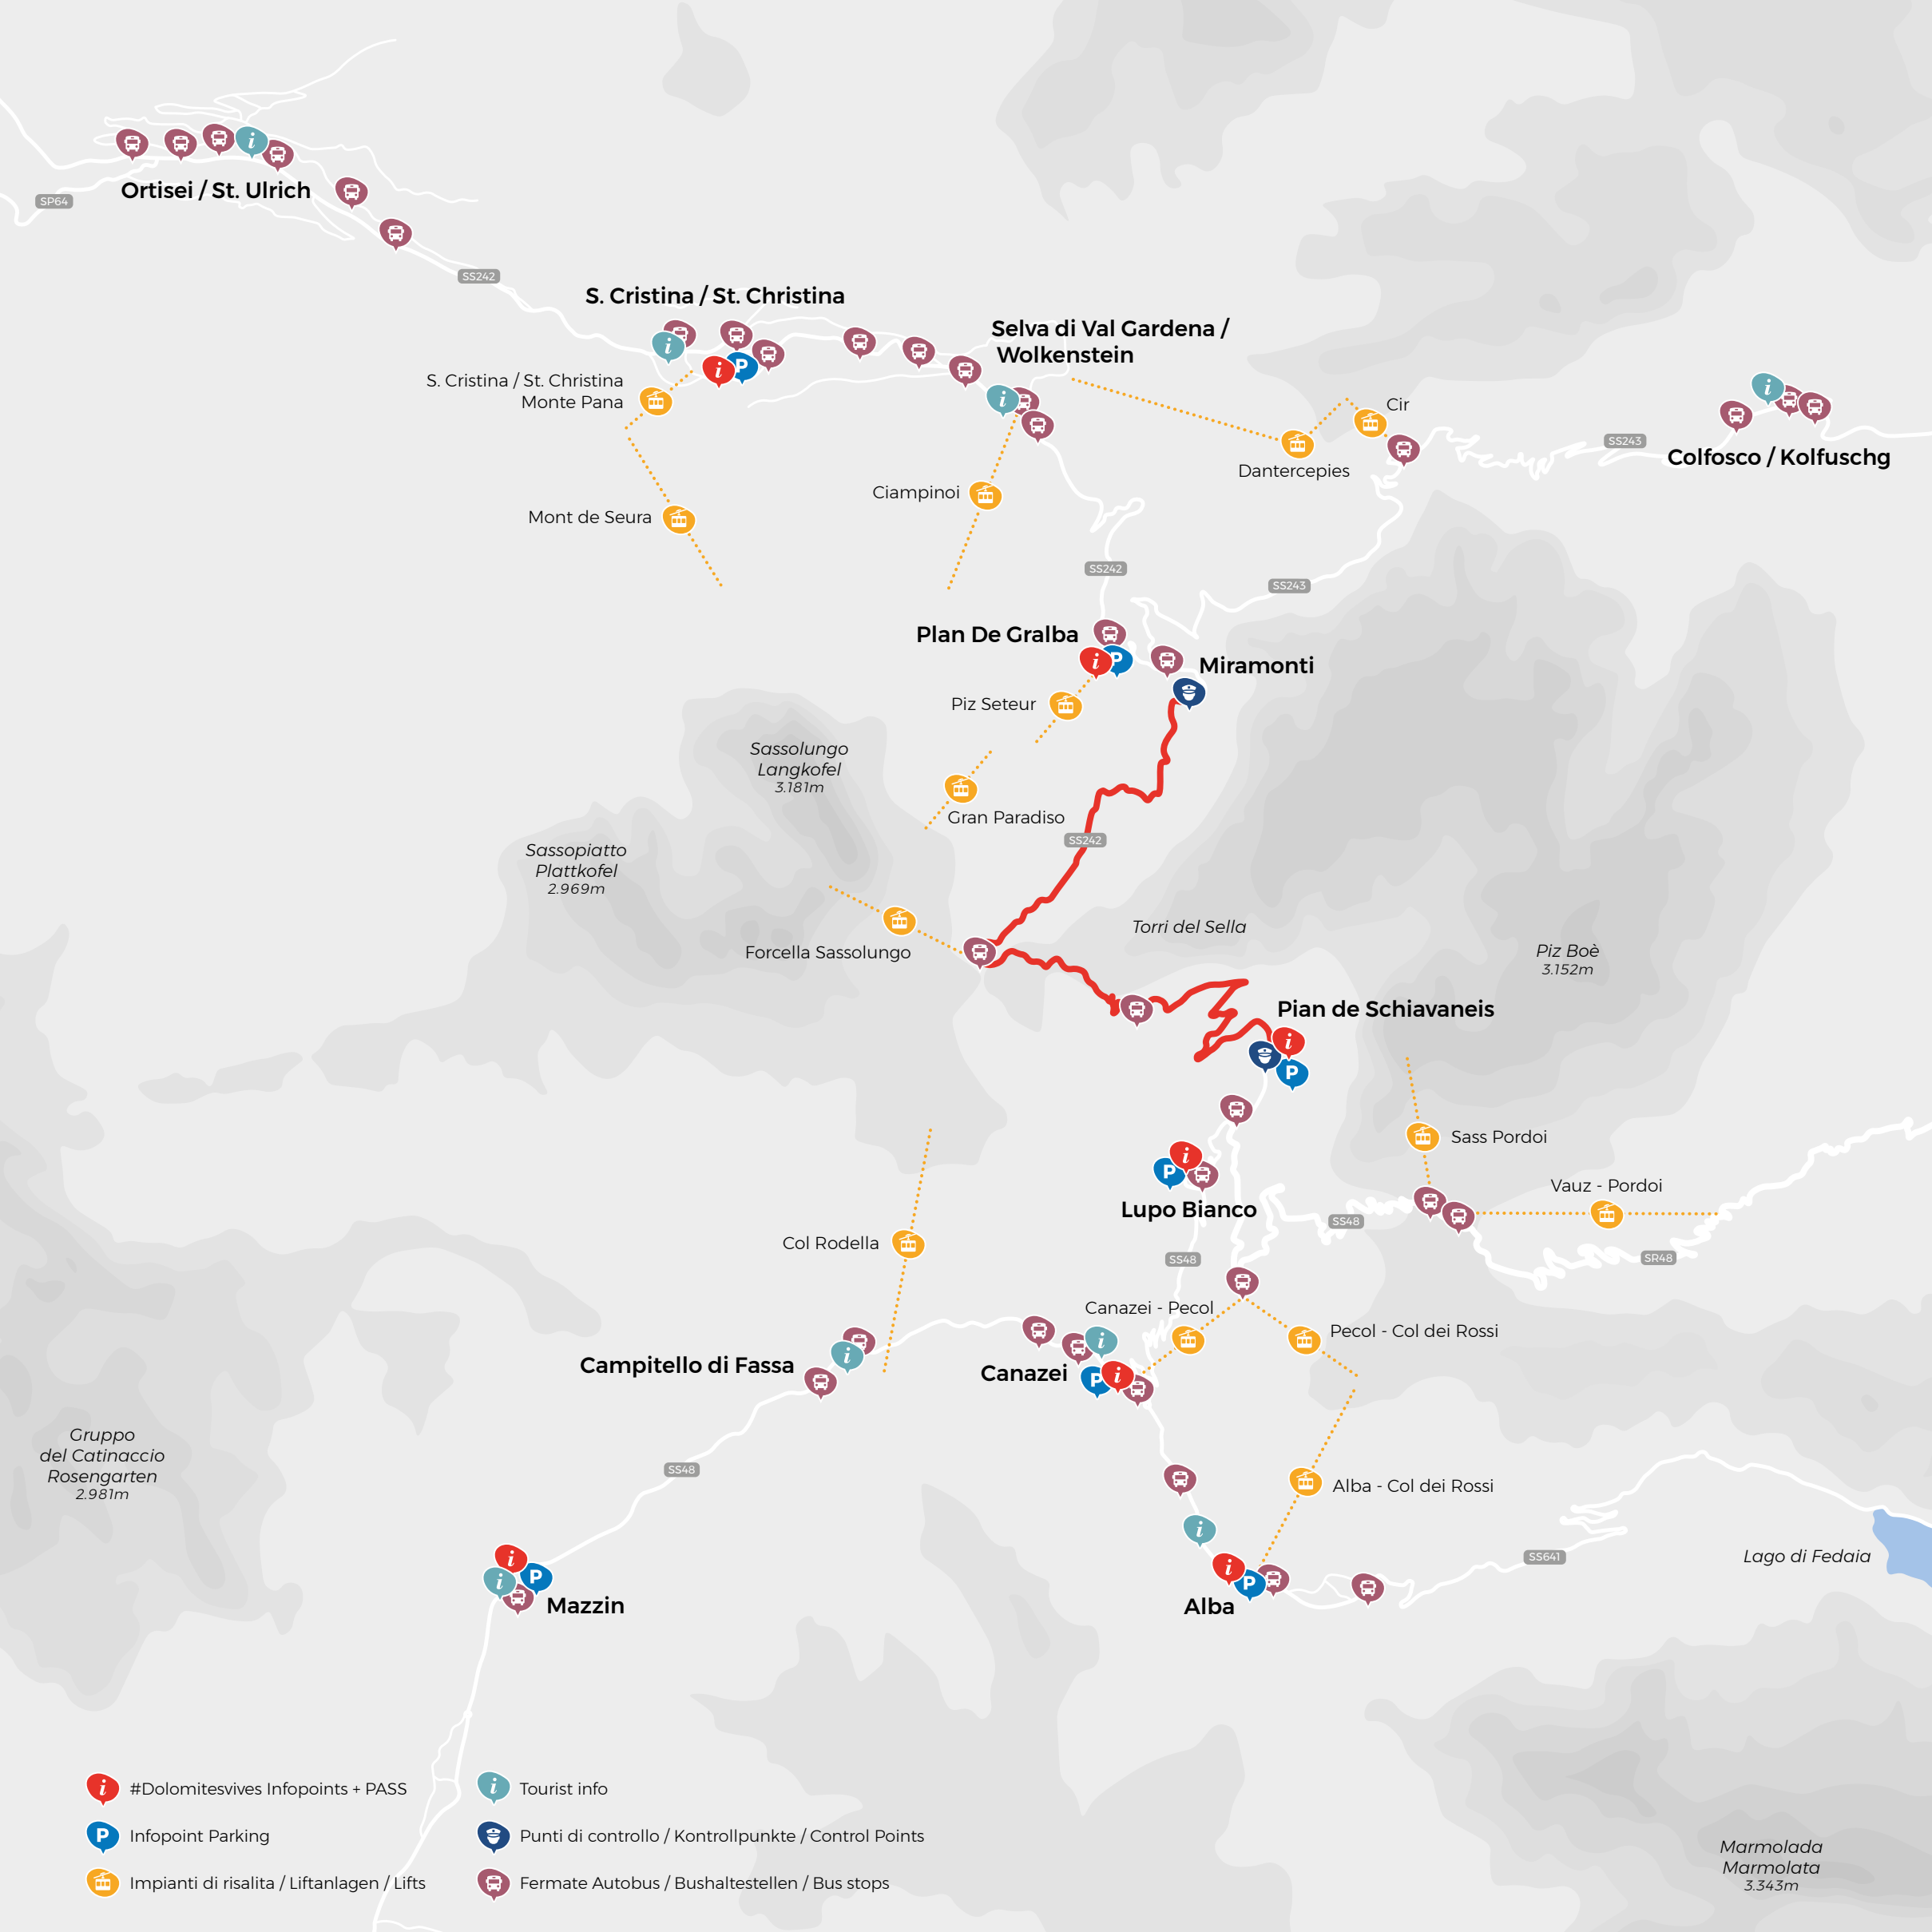 Ortisei / St. Ulrich
SP64
SS242
S. Cristina / St. Christina
Selva di Val Gardena /
Wolkenstein
S. Cristina / St. Christina
Monte Pana
Cir
Dantercepies
SS243
Colfosco / Kolfuschg
Ciampinoi
Mont de Seura
SS242
SS243
Plan De Gralba
Miramonti
Piz Seteur
Sassolungo
Langkofel
3.181m
Gran Paradiso
SS242
Sassopiatto
Plattkofel
2.969m
Torri del Sella
Forcella Sassolungo
Piz Boè
3.152m
Pian de Schiavaneis
P
Sass Pordoi
P
Vauz - Pordoi
Lupo Bianco
SS48
Col Rodella
SS48
SR48
Canazei - Pecol
Pecol - Col dei Rossi
Campitello di Fassa
Canazei
P
Gruppo
del Catinaccio
Rosengarten
2.981m
SS48
Alba - Col dei Rossi
Lago di Fedaia
SS641
P
Mazzin
P
Alba
#Dolomitesvives Infopoints + PASS
Tourist info
P Infopoint Parking
Punti di controllo / Kontrollpunkte / Control Points
Impianti di risalita / Liftanlagen / Lifts
Fermate Autobus / Bushaltestellen / Bus stops
Marmolada
Marmolata
3.343m